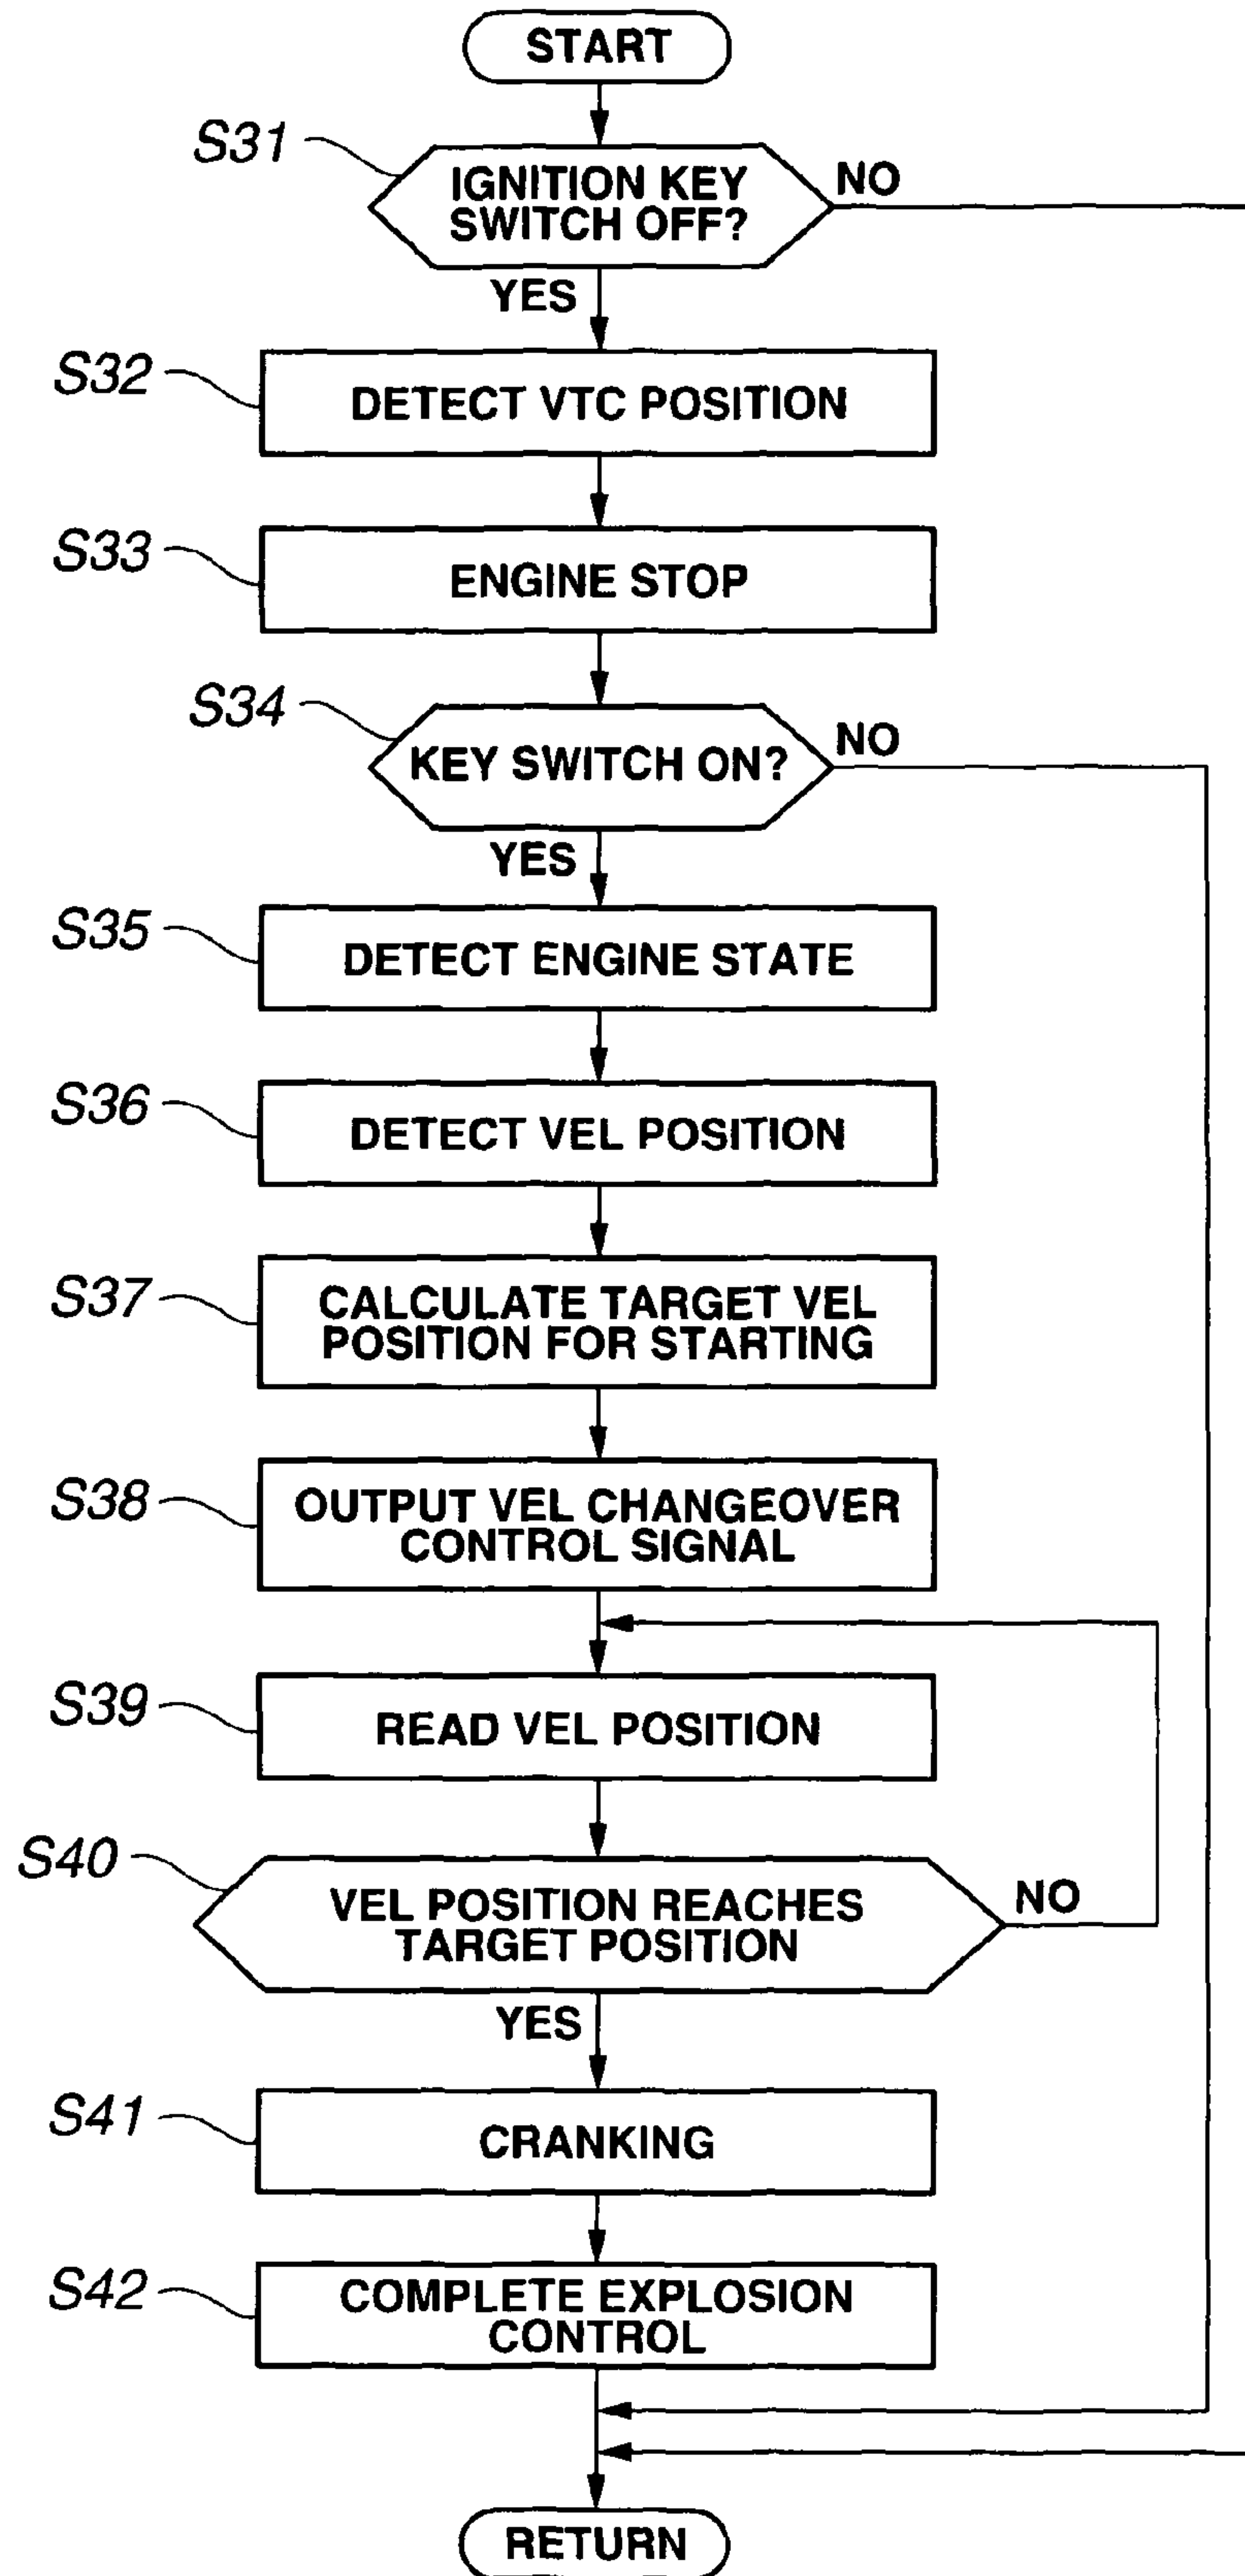 START
S31
IGNITION KEY
SWITCH OFF?
NO
YES
S32
DETECT VTC POSITION
S33
ENGINE STOP
S34
KEY SWITCH ON?
NO
YES
S35
DETECT ENGINE STATE
S36
DETECT VEL POSITION
S37
CALCULATE TARGET VEL
POSITION FOR STARTING
S38
OUTPUT VEL CHANGEOVER
CONTROL SIGNAL
S39
READ VEL POSITION
S40
VEL POSITION REACHES
TARGET POSITION
NO
YES
S41
CRANKING
S42
COMPLETE EXPLOSION
CONTROL
RETURN